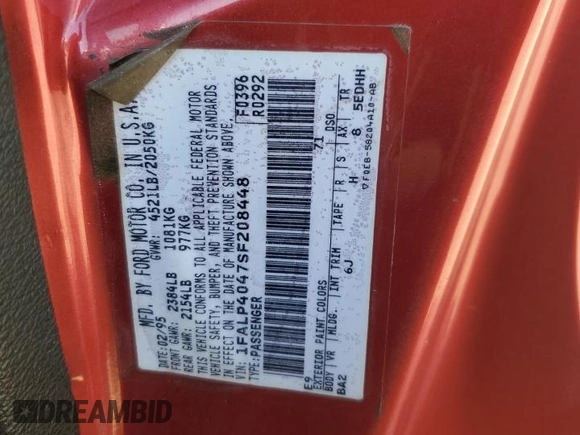 MFD. BY FORD MOTOR CO. IN U.S.A.
DATE: 02/95 GVWR: 4521LB/2050KG
FRONT GAWR: 2384LB 1081KG
REAR GAWR: 2154LB 977KG
THIS VEHICLE CONFORMS TO ALL APPLICABLE FEDERAL MOTOR
VEHICLE SAFETY, BUMPER, AND THEFT PREVENTION STANDARDS
IN EFFECT ON THE DATE OF MANUFACTURE SHOWN ABOVE.
VIN: 1FALP4047SF208448
TYPE: PASSENGER
F0396
R0292
E9
71 DSO
EXTERIOR PAINT COLORS
BODY VR MLDG. INT TRIM TAPE R S AX TR
BA2 6J H 8 5EDHH
▽ F0EB-58204A10-AB
DREAMBID